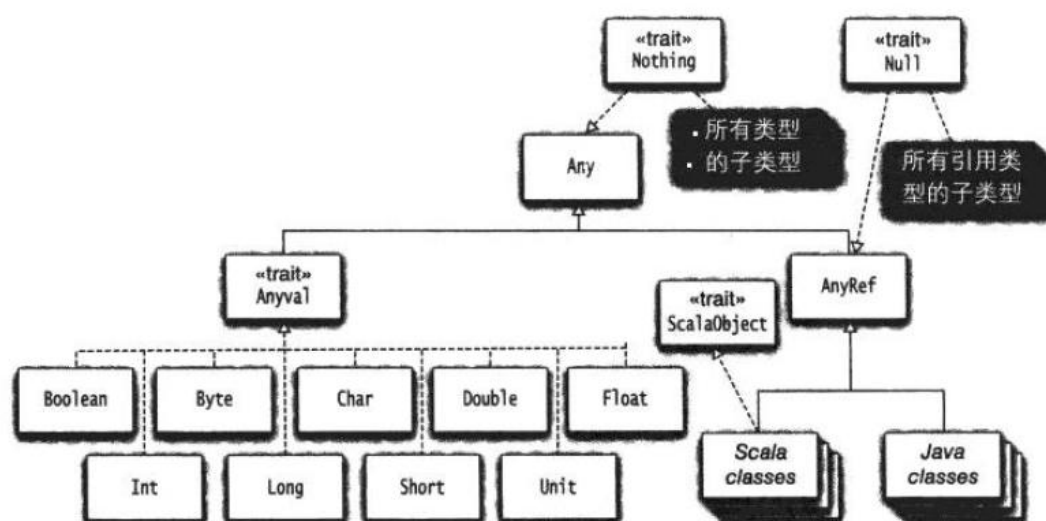 «trait»
Nothing
«trait»
Null
▪ 所有类型
▪ 的子类型
所有引用类
型的子类型
Any
«trait»
Anyval
AnyRef
«trait»
ScalaObject
Boolean
Byte
Char
Double
Float
Int
Long
Short
Unit
Scala
classes
Java
classes